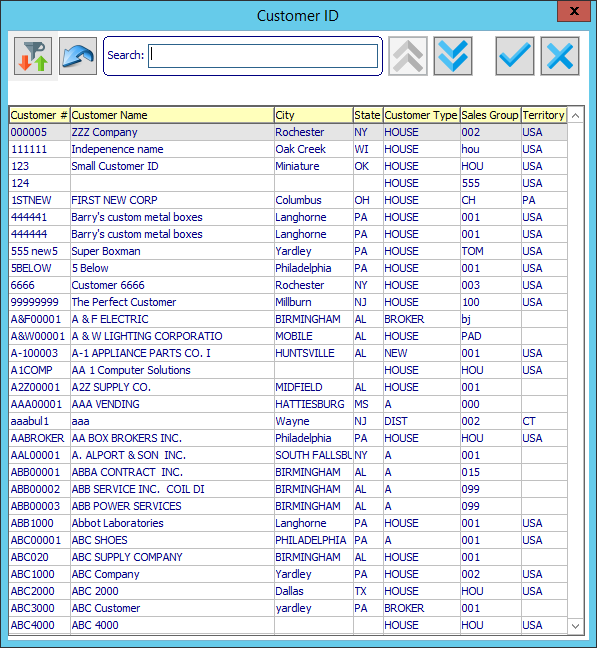 Customer ID
X
Search:
Customer # Customer Name City State Customer Type Sales Group Territory
000005 ZZZ Company Rochester NY HOUSE 002 USA
111111 Indepenence name Oak Creek WI HOUSE hou USA
123 Small Customer ID Miniature OK HOUSE HOU USA
124 HOUSE 555 USA
1STNEW FIRST NEW CORP Columbus OH HOUSE CH PA
444441 Barry's custom metal boxes Langhorne PA HOUSE 001 USA
444444 Barry's custom metal boxes Langhorne PA HOUSE 001 USA
555 new5 Super Boxman Yardley PA HOUSE TOM USA
5BELOW 5 Below Philadelphia PA HOUSE 001 USA
6666 Customer 6666 Rochester NY HOUSE 003 USA
99999999 The Perfect Customer Millburn NJ HOUSE 100 USA
A&F00001 A & F ELECTRIC BIRMINGHAM AL BROKER bj
A&W00001 A & W LIGHTING CORPORATIO MOBILE AL HOUSE PAD
A-100003 A-1 APPLIANCE PARTS CO. I HUNTSVILLE AL NEW 001 USA
A1COMP AA 1 Computer Solutions HOUSE HOU USA
A2Z00001 A2Z SUPPLY CO. MIDFIELD AL HOUSE 001
AAA00001 AAA VENDING HATTIESBURG MS A 000
aaabul1 aaa Wayne NJ DIST 002 CT
AABROKER AA BOX BROKERS INC. Philadelphia PA HOUSE HOU USA
AAL00001 A. ALPORT & SON INC. SOUTH FALLSBU NY A 001
ABB00001 ABBA CONTRACT INC. BIRMINGHAM AL A 015
ABB00002 ABB SERVICE INC. COIL DI BIRMINGHAM AL A 099
ABB00003 ABB POWER SERVICES BIRMINGHAM AL A 099
ABB1000 Abbot Laboratories Langhorne PA HOUSE 001 USA
ABC00001 ABC SHOES PHILADELPHIA PA A 001 USA
ABC020 ABC SUPPLY COMPANY BIRMINGHAM AL HOUSE 001
ABC1000 ABC Company Yardley PA HOUSE 002 USA
ABC2000 ABC 2000 Dallas TX HOUSE HOU USA
ABC3000 ABC Customer yardley PA BROKER 001
ABC4000 ABC 4000 HOUSE HOU USA